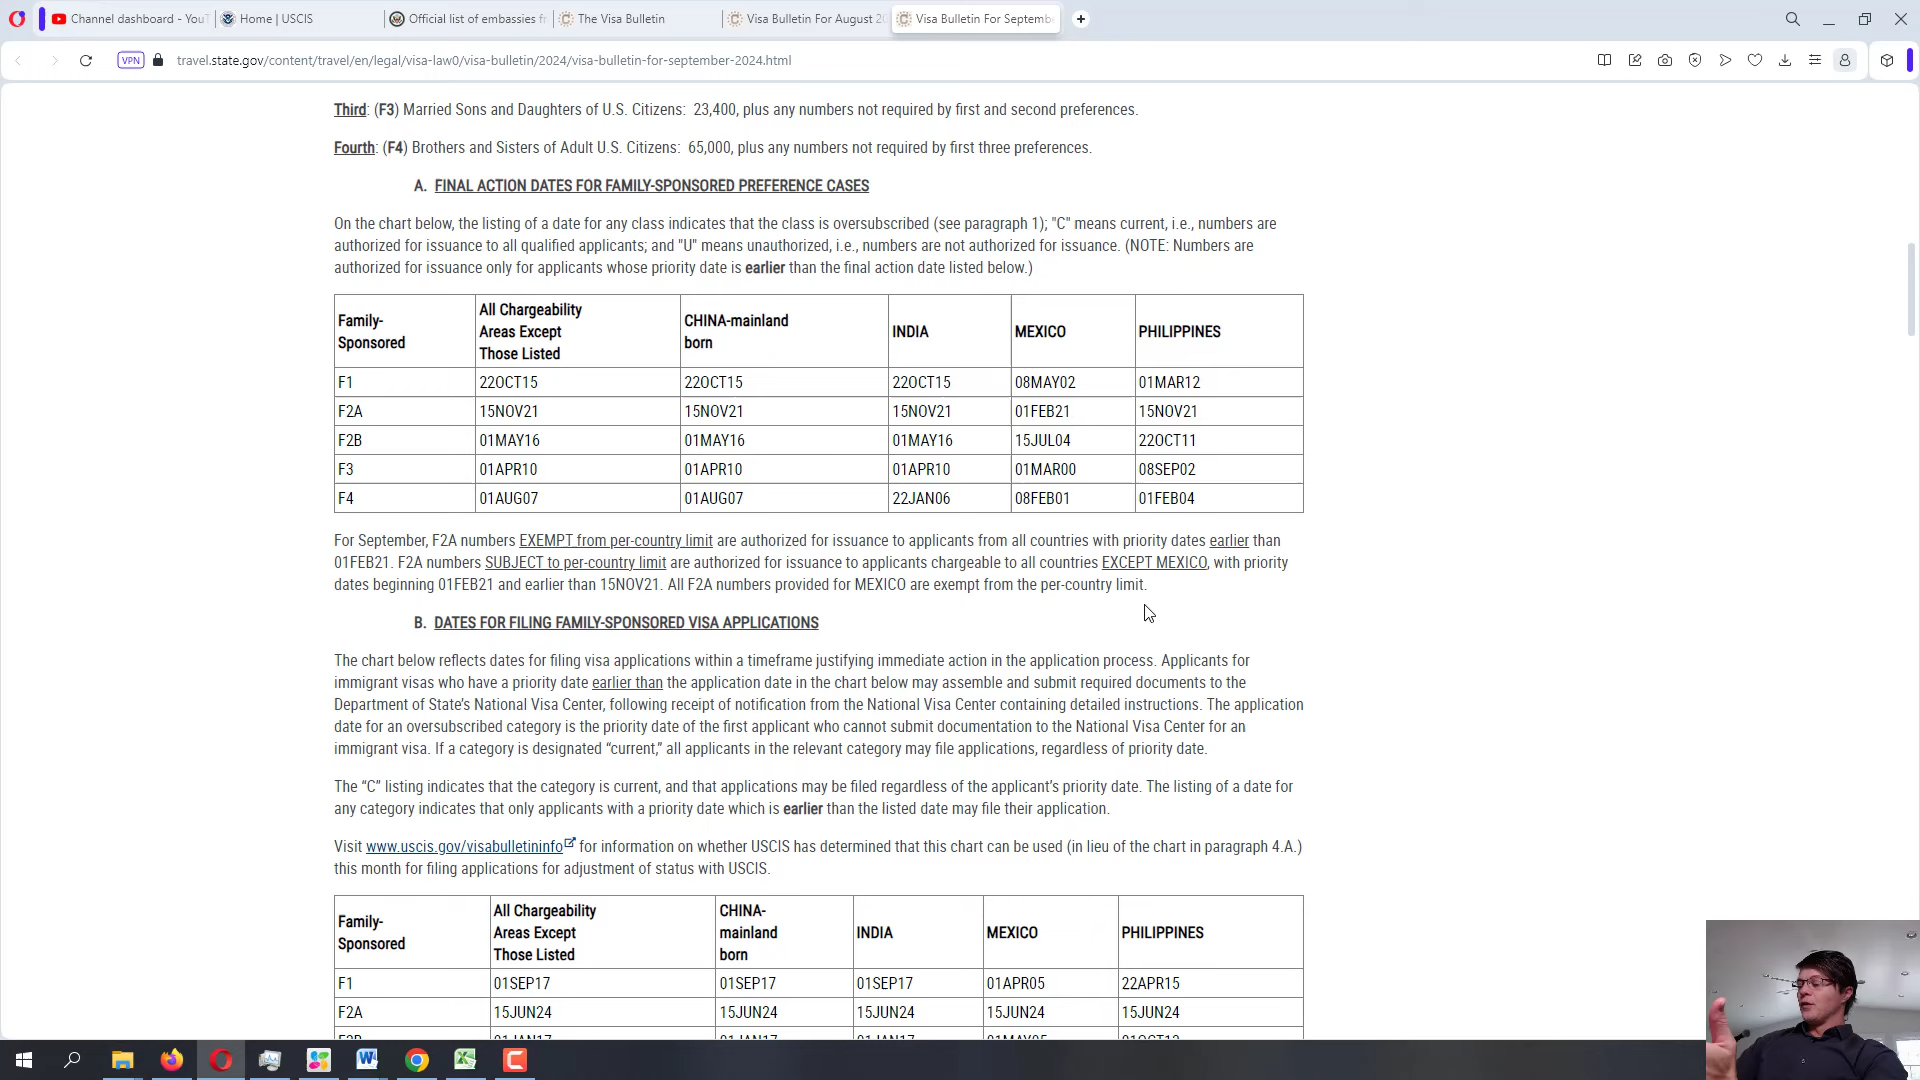 Channel dashboard - YouT
Home | USCIS
Official list of embassies f
The Visa Bulletin
Visa Bulletin For August 20
Visa Bulletin For Septembe
VPN
travel.state.gov/content/travel/en/legal/visa-law0/visa-bulletin/2024/visa-bulletin-for-september-2024.html
Third: (F3) Married Sons and Daughters of U.S. Citizens: 23,400, plus any numbers not required by first and second preferences.
Fourth: (F4) Brothers and Sisters of Adult U.S. Citizens: 65,000, plus any numbers not required by first three preferences.
A. FINAL ACTION DATES FOR FAMILY-SPONSORED PREFERENCE CASES
On the chart below, the listing of a date for any class indicates that the class is oversubscribed (see paragraph 1); "C" means current, i.e., numbers are
authorized for issuance to all qualified applicants; and "U" means unauthorized, i.e., numbers are not authorized for issuance. (NOTE: Numbers are
authorized for issuance only for applicants whose priority date is earlier than the final action date listed below.)
Family-
Sponsored
All Chargeability
Areas Except
Those Listed
CHINA-mainland
born
INDIA
MEXICO
PHILIPPINES
F1 22OCT15 22OCT15 22OCT15 08MAY02 01MAR12
F2A 15NOV21 15NOV21 15NOV21 01FEB21 15NOV21
F2B 01MAY16 01MAY16 01MAY16 15JUL04 22OCT11
F3 01APR10 01APR10 01APR10 01MAR00 08SEP02
F4 01AUG07 01AUG07 22JAN06 08FEB01 01FEB04
For September, F2A numbers EXEMPT from per-country limit are authorized for issuance to applicants from all countries with priority dates earlier than
01FEB21. F2A numbers SUBJECT to per-country limit are authorized for issuance to applicants chargeable to all countries EXCEPT MEXICO, with priority
dates beginning 01FEB21 and earlier than 15NOV21. All F2A numbers provided for MEXICO are exempt from the per-country limit.
B. DATES FOR FILING FAMILY-SPONSORED VISA APPLICATIONS
The chart below reflects dates for filing visa applications within a timeframe justifying immediate action in the application process. Applicants for
immigrant visas who have a priority date earlier than the application date in the chart below may assemble and submit required documents to the
Department of State's National Visa Center, following receipt of notification from the National Visa Center containing detailed instructions. The application
date for an oversubscribed category is the priority date of the first applicant who cannot submit documentation to the National Visa Center for an
immigrant visa. If a category is designated “current,” all applicants in the relevant category may file applications, regardless of priority date.
The “C” listing indicates that the category is current, and that applications may be filed regardless of the applicant's priority date. The listing of a date for
any category indicates that only applicants with a priority date which is earlier than the listed date may file their application.
Visit www.uscis.gov/visabulletininfo for information on whether USCIS has determined that this chart can be used (in lieu of the chart in paragraph 4.A.)
this month for filing applications for adjustment of status with USCIS.
Family-
Sponsored
All Chargeability
Areas Except
Those Listed
CHINA-
mainland
born
INDIA
MEXICO
PHILIPPINES
F1 01SEP17 01SEP17 01SEP17 01APR05 22APR15
F2A 15JUN24 15JUN24 15JUN24 15JUN24 15JUN24